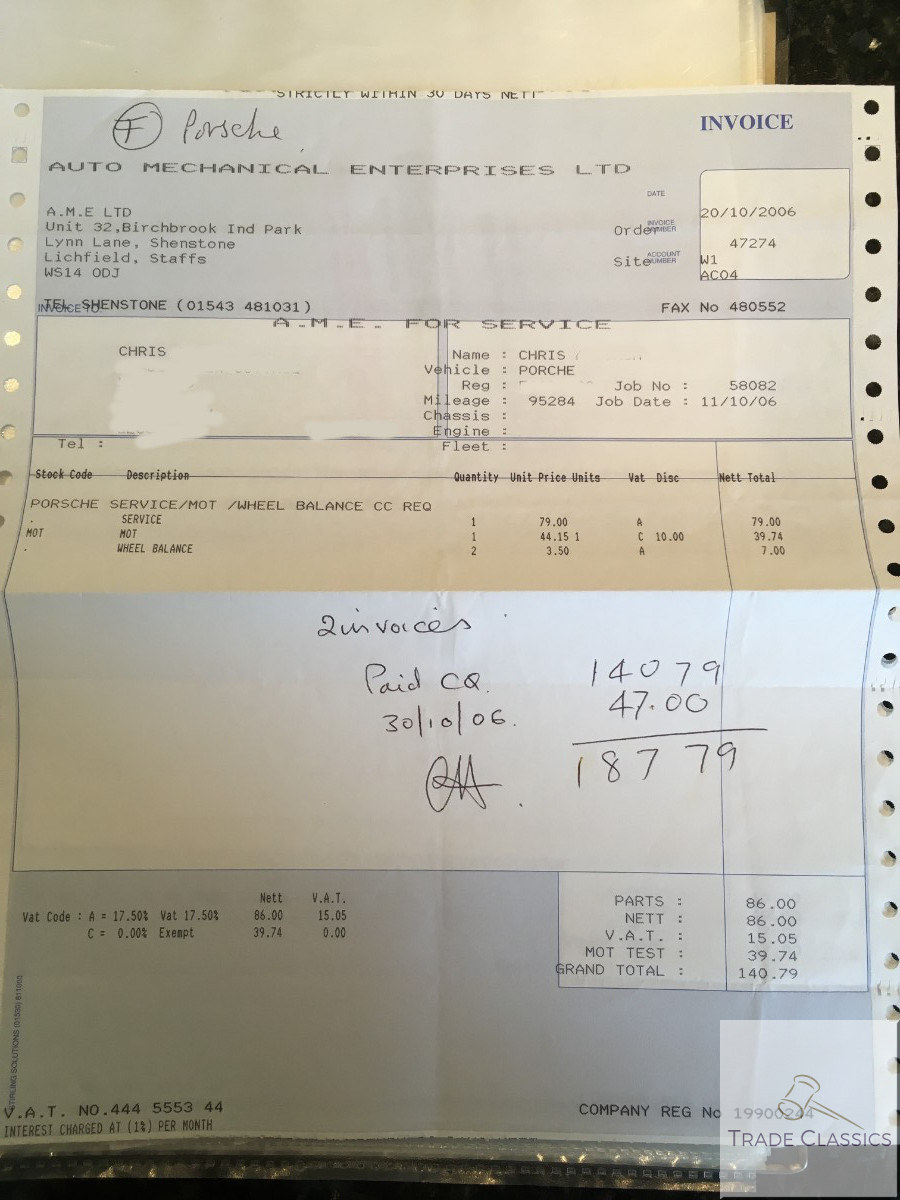 STRICTLY WITHIN 30 DAYS NETT
F Porsche
INVOICE
AUTO MECHANICAL ENTERPRISES LTD
DATE
A.M.E LTD 20/10/2006
Unit 32,Birchbrook Ind Park Order INVOICE NUMBER
Lynn Lane, Shenstone 47274
Lichfield, Staffs Site ACCOUNT NUMBER W1
WS14 0DJ AC04
INVOICE TO:
TEL SHENSTONE (01543 481031) FAX No 480552
A.M.E. FOR SERVICE
CHRIS Name : CHRIS
Vehicle : PORCHE
Reg : Job No : 58082
Mileage : 95284 Job Date : 11/10/06
Chassis :
Engine :
Tel : Fleet :
Stock Code Description Quantity Unit Price Units Vat Disc Nett Total
PORSCHE SERVICE/MOT /WHEEL BALANCE CC REQ
. SERVICE 1 79.00 A 79.00
MOT MOT 1 44.15 1 C 10.00 39.74
. WHEEL BALANCE 2 3.50 A 7.00
2 invoices
Paid CQ. 140 79
30/10/06. 47.00
187 79
Nett V.A.T.
Vat Code : A = 17.50% Vat 17.50% 86.00 15.05
C = 0.00% Exempt 39.74 0.00
PARTS : 86.00
NETT : 86.00
V.A.T. : 15.05
MOT TEST : 39.74
GRAND TOTAL : 140.79
STIRLING SOLUTIONS (01530) 811000
V.A.T. NO.444 5553 44
INTEREST CHARGED AT (1%) PER MONTH
COMPANY REG No 19900244
TRADE CLASSICS